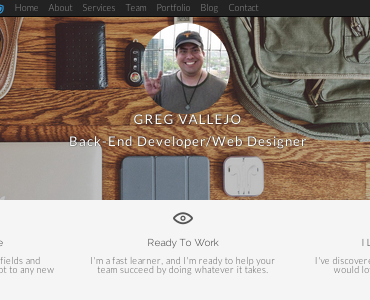 Home About Services Team Portfolio Blog Contact
GREG VALLEJO
Back-End Developer/Web Designer
Ready To Work
I'm a fast learner, and I'm ready to help your
team succeed by doing whatever it takes.
fields and
to any new
I've discovere
would lo